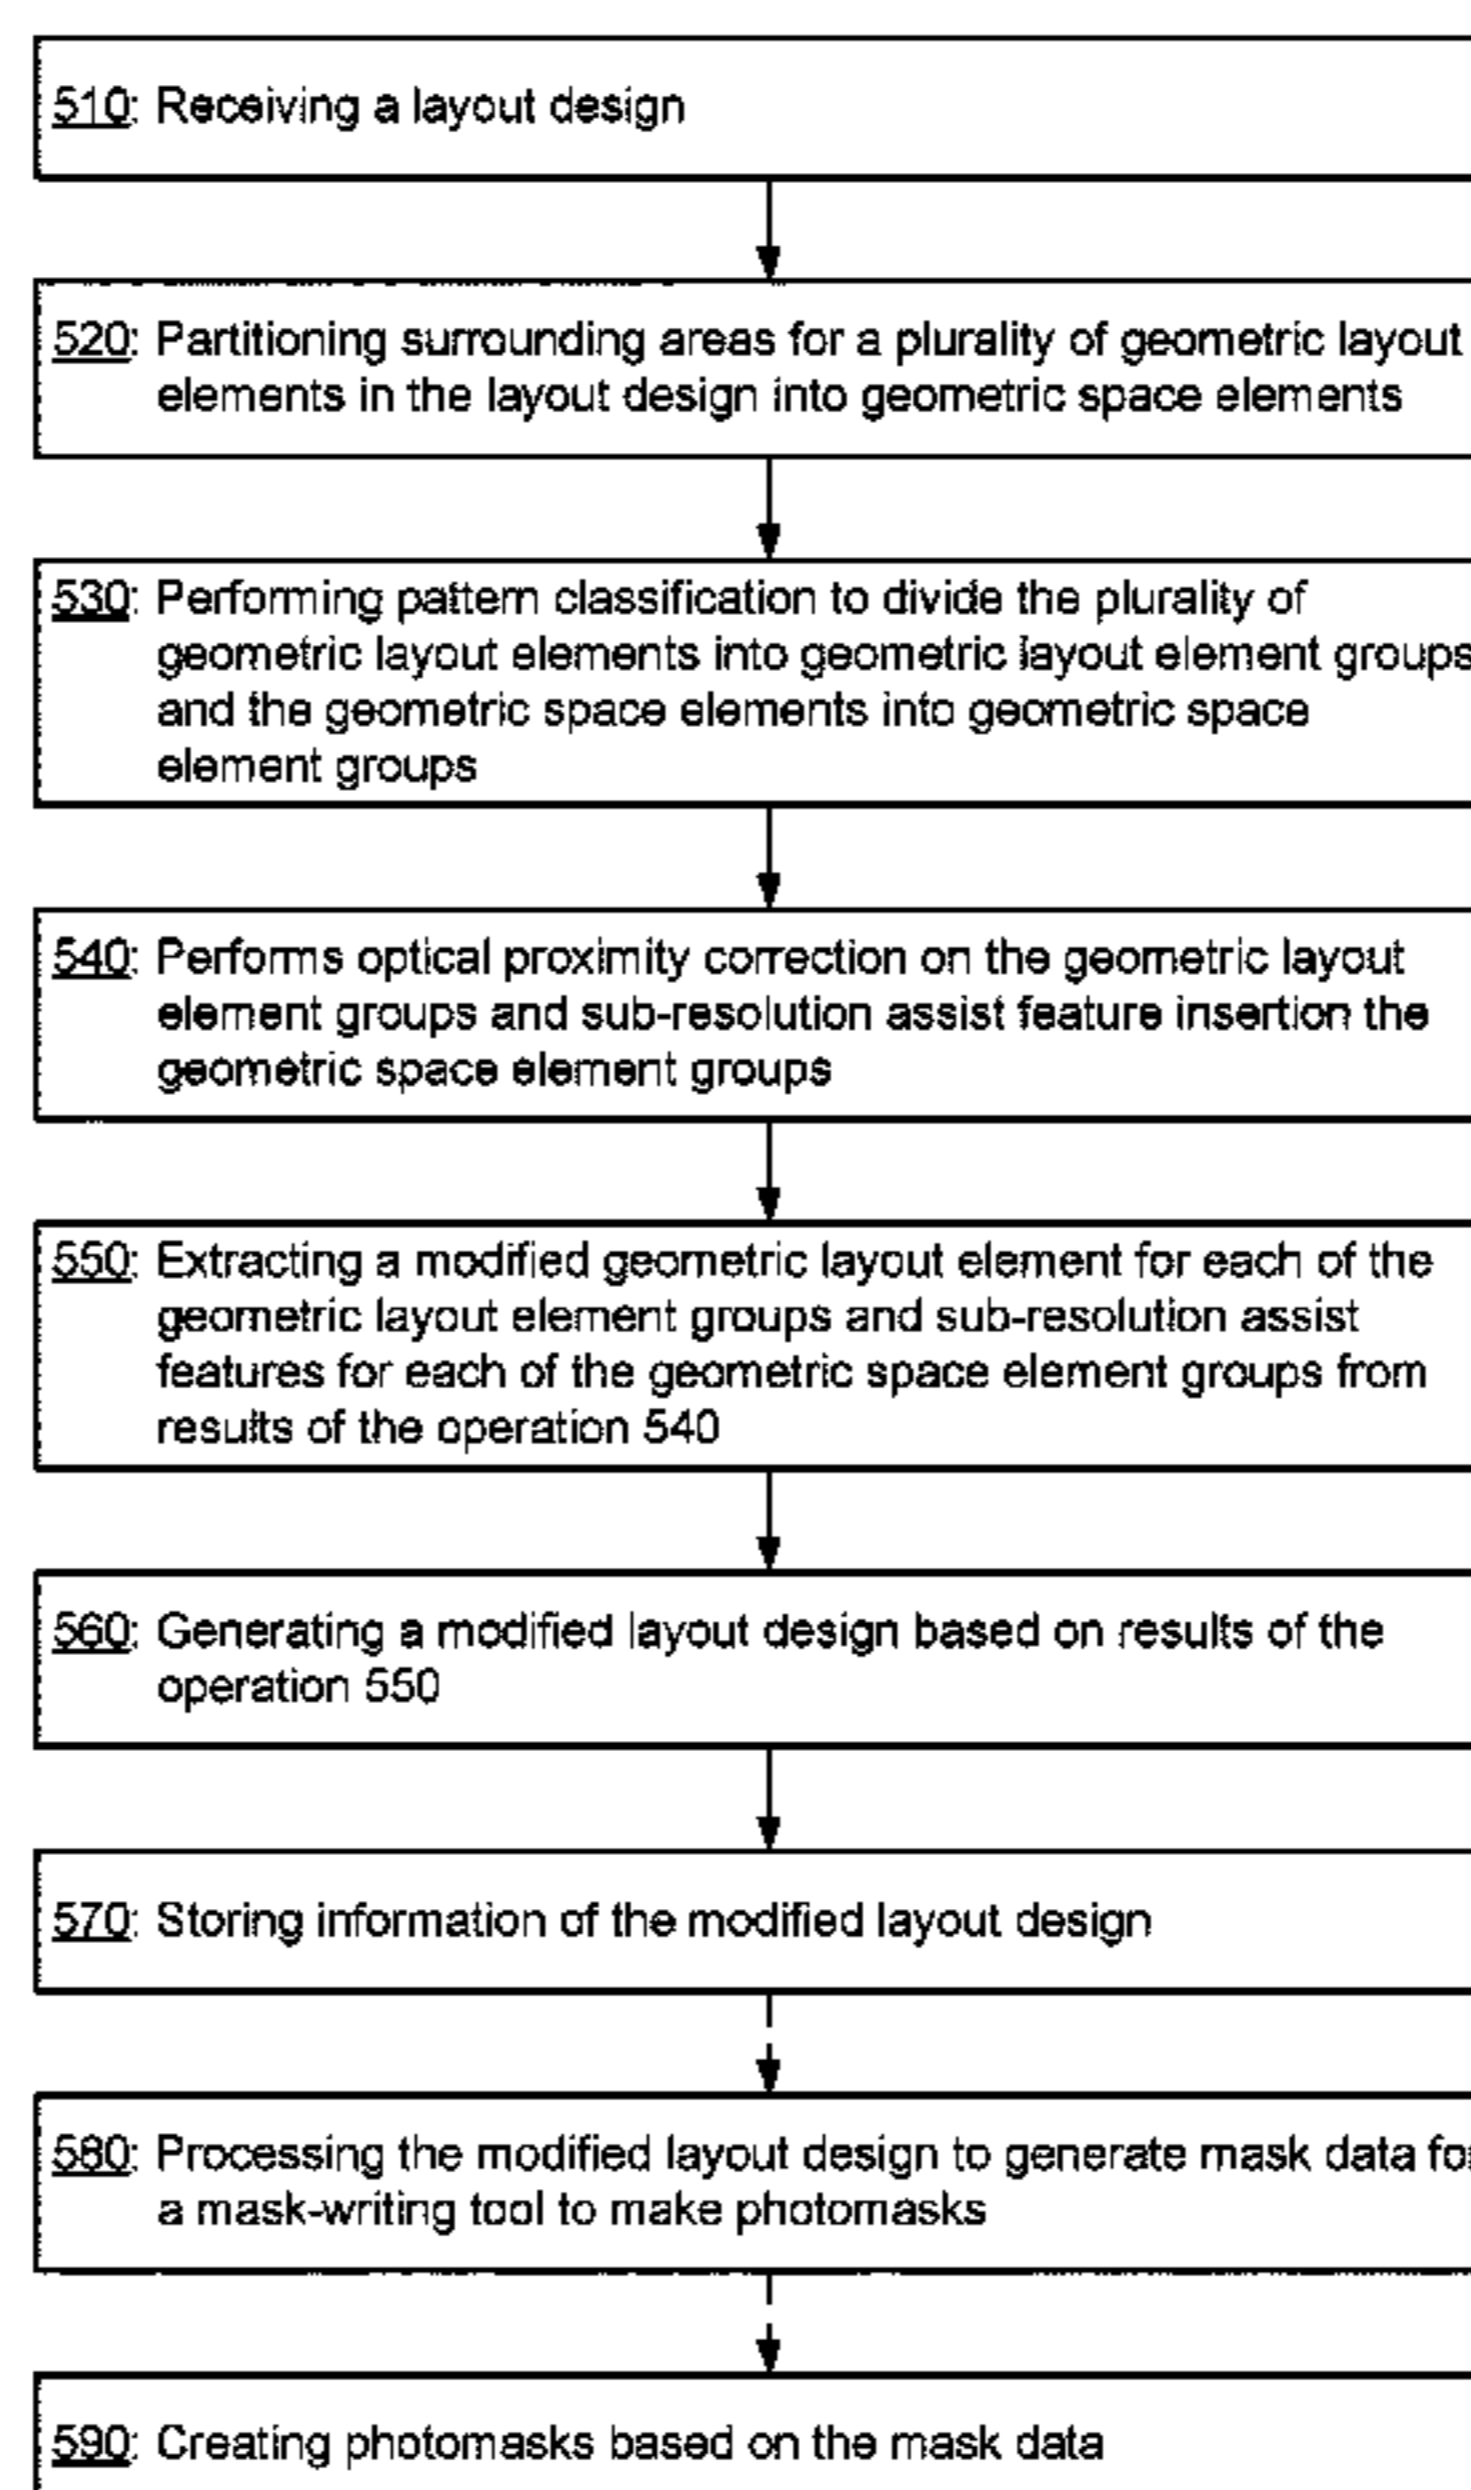 510: Receiving a layout design
520: Partitioning surrounding areas for a plurality of geometric layout
elements in the layout design into geometric space elements
530: Performing pattern classification to divide the plurality of
geometric layout elements into geometric layout element groups
and the geometric space elements into geometric space
element groups
540: Performs optical proximity correction on the geometric layout
element groups and sub-resolution assist feature insertion the
geometric space element groups
550: Extracting a modified geometric layout element for each of the
geometric layout element groups and sub-resolution assist
features for each of the geometric space element groups from
results of the operation 540
560: Generating a modified layout design based on results of the
operation 550
570: Storing information of the modified layout design
580: Processing the modified layout design to generate mask data for
a mask-writing tool to make photomasks
590: Creating photomasks based on the mask data